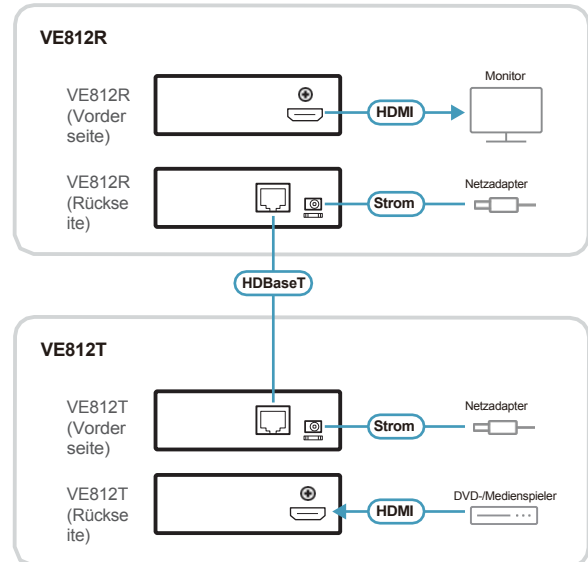 VE812R
VE812R
(Vorder
seite)
HDMI
Monitor
VE812R
(Rückse
ite)
Strom
Netzadapter
HDBaseT
VE812T
VE812T
(Vorder
seite)
Strom
Netzadapter
VE812T
(Rückse
ite)
HDMI
DVD-/Medienspieler